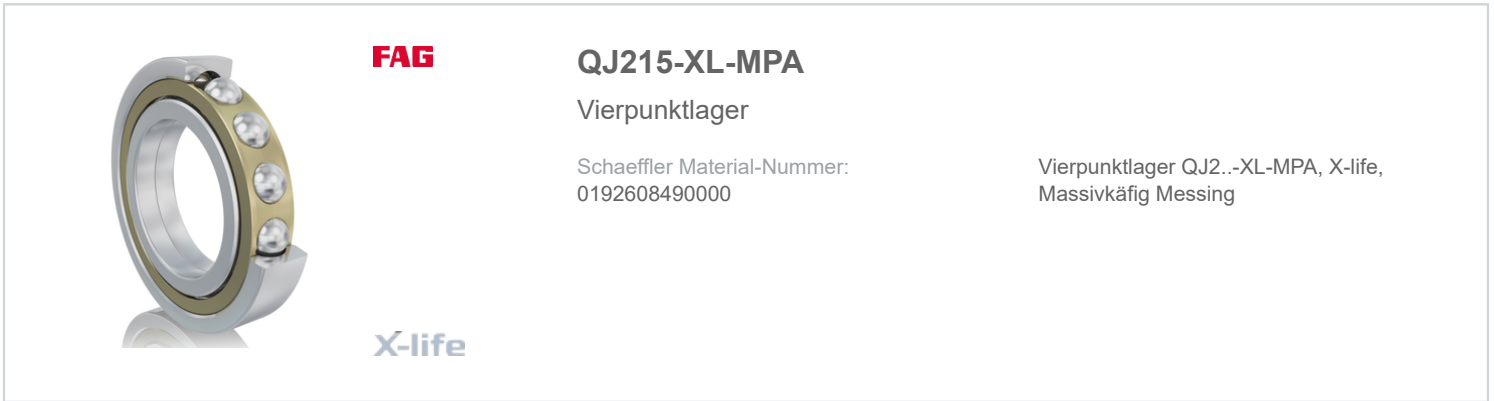 FAG
QJ215-XL-MPA
Vierpunktlager
Schaeffler Material-Nummer:
0192608490000
Vierpunktlager QJ2..-XL-MPA, X-life,
Massivkäfig Messing
X-life